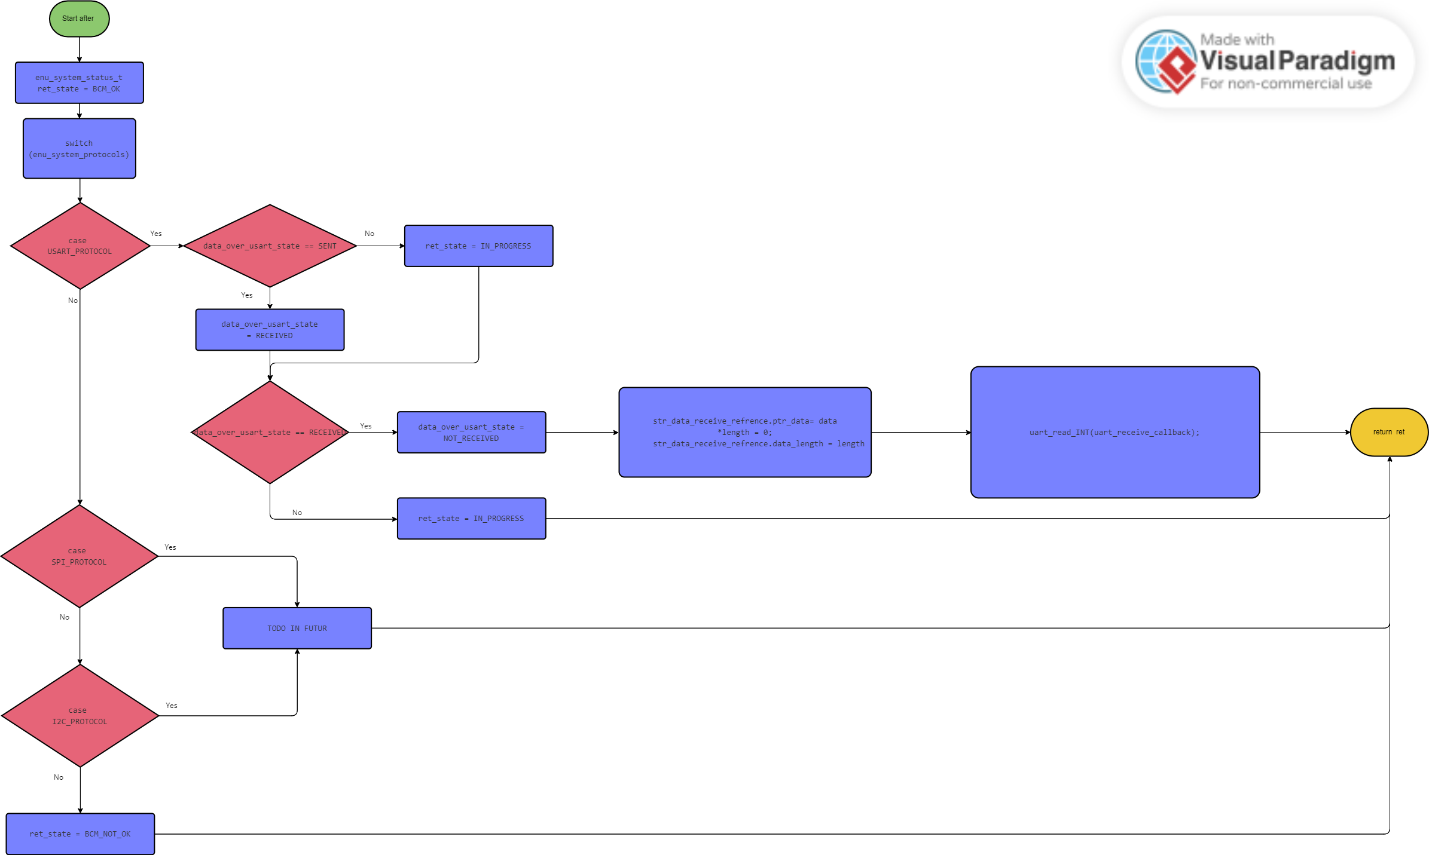 Start after
Made with
Visual Paradigm
For non-commercial use
enu_system_status_t
ret_state = BCM_OK
switch
(enu_system_protocols)
case
USART_PROTOCOL
Yes
No
data_over_usart_state == SENT
No
Yes
ret_state = IN_PROGRESS
data_over_usart_state
= RECEIVED
data_over_usart_state == RECEIVED
Yes
No
data_over_usart_state =
NOT_RECEIVED
str_data_receive_refrence.ptr_data= data
*length = 0;
str_data_receive_refrence.data_length = length
uart_read_INT(uart_receive_callback);
return ret
ret_state = IN_PROGRESS
case
SPI_PROTOCOL
Yes
No
TODO IN FUTUR
case
I2C_PROTOCOL
Yes
No
ret_state = BCM_NOT_OK